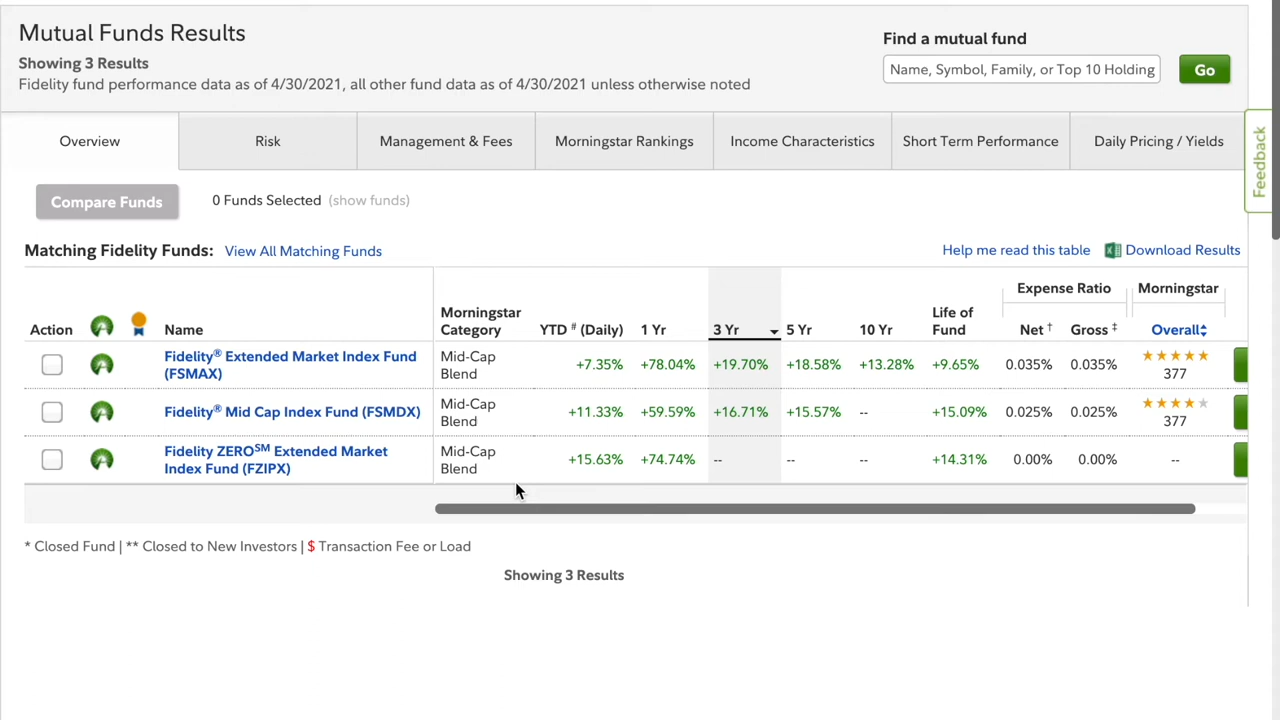 Mutual Funds Results
Showing 3 Results
Fidelity fund performance data as of 4/30/2021, all other fund data as of 4/30/2021 unless otherwise noted
Find a mutual fund
Name, Symbol, Family, or Top 10 Holding
Go
Feedback
Overview Risk Management & Fees Morningstar Rankings Income Characteristics Short Term Performance Daily Pricing / Yields
Compare Funds 0 Funds Selected (show funds)
Matching Fidelity Funds: View All Matching Funds Help me read this table Download Results
Expense Ratio Morningstar
Action Name Morningstar Category YTD # (Daily) 1 Yr 3 Yr 5 Yr 10 Yr Life of Fund Net † Gross ‡ Overall
Fidelity® Extended Market Index Fund (FSMAX) Mid-Cap Blend +7.35% +78.04% +19.70% +18.58% +13.28% +9.65% 0.035% 0.035% ★★★★★ 377
Fidelity® Mid Cap Index Fund (FSMDX) Mid-Cap Blend +11.33% +59.59% +16.71% +15.57% -- +15.09% 0.025% 0.025% ★★★★★ 377
Fidelity ZERO℠ Extended Market Index Fund (FZIPX) Mid-Cap Blend +15.63% +74.74% -- -- -- +14.31% 0.00% 0.00% --
* Closed Fund | ** Closed to New Investors | $ Transaction Fee or Load
Showing 3 Results